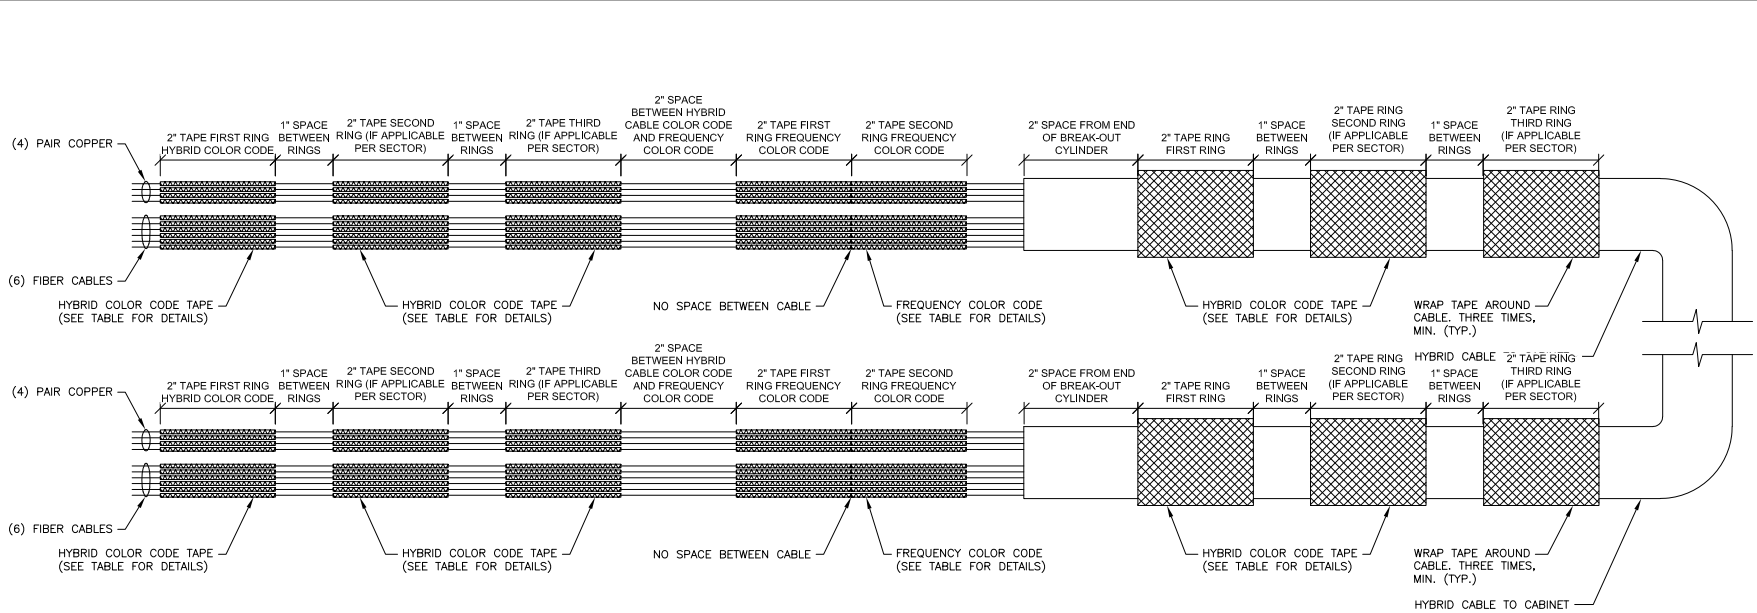 2" TAPE FIRST RING
HYBRID COLOR CODE
1" SPACE
BETWEEN
RINGS
2" TAPE SECOND
RING (IF APPLICABLE
PER SECTOR)
1" SPACE
BETWEEN
RINGS
2" TAPE THIRD
RING (IF APPLICABLE
PER SECTOR)
2" SPACE
BETWEEN HYBRID
CABLE COLOR CODE
AND FREQUENCY
COLOR CODE
2" TAPE FIRST
RING FREQUENCY
COLOR CODE
2" TAPE SECOND
RING FREQUENCY
COLOR CODE
2" SPACE FROM END
OF BREAK-OUT
CYLINDER
2" TAPE RING
FIRST RING
1" SPACE
BETWEEN
RINGS
2" TAPE RING
SECOND RING
(IF APPLICABLE
PER SECTOR)
1" SPACE
BETWEEN
RINGS
2" TAPE RING
THIRD RING
(IF APPLICABLE
PER SECTOR)
(4) PAIR COPPER
(6) FIBER CABLES
HYBRID COLOR CODE TAPE
(SEE TABLE FOR DETAILS)
HYBRID COLOR CODE TAPE
(SEE TABLE FOR DETAILS)
NO SPACE BETWEEN CABLE
FREQUENCY COLOR CODE
(SEE TABLE FOR DETAILS)
HYBRID COLOR CODE TAPE
(SEE TABLE FOR DETAILS)
WRAP TAPE AROUND
CABLE. THREE TIMES,
MIN. (TYP.)
HYBRID CABLE
2" TAPE FIRST RING
HYBRID COLOR CODE
1" SPACE
BETWEEN
RINGS
2" TAPE SECOND
RING (IF APPLICABLE
PER SECTOR)
1" SPACE
BETWEEN
RINGS
2" TAPE THIRD
RING (IF APPLICABLE
PER SECTOR)
2" SPACE
BETWEEN HYBRID
CABLE COLOR CODE
AND FREQUENCY
COLOR CODE
2" TAPE FIRST
RING FREQUENCY
COLOR CODE
2" TAPE SECOND
RING FREQUENCY
COLOR CODE
2" SPACE FROM END
OF BREAK-OUT
CYLINDER
2" TAPE RING
FIRST RING
1" SPACE
BETWEEN
RINGS
2" TAPE RING
SECOND RING
(IF APPLICABLE
PER SECTOR)
1" SPACE
BETWEEN
RINGS
2" TAPE RING
THIRD RING
(IF APPLICABLE
PER SECTOR)
(4) PAIR COPPER
(6) FIBER CABLES
HYBRID COLOR CODE TAPE
(SEE TABLE FOR DETAILS)
HYBRID COLOR CODE TAPE
(SEE TABLE FOR DETAILS)
NO SPACE BETWEEN CABLE
FREQUENCY COLOR CODE
(SEE TABLE FOR DETAILS)
HYBRID COLOR CODE TAPE
(SEE TABLE FOR DETAILS)
WRAP TAPE AROUND
CABLE. THREE TIMES,
MIN. (TYP.)
HYBRID CABLE TO CABINET